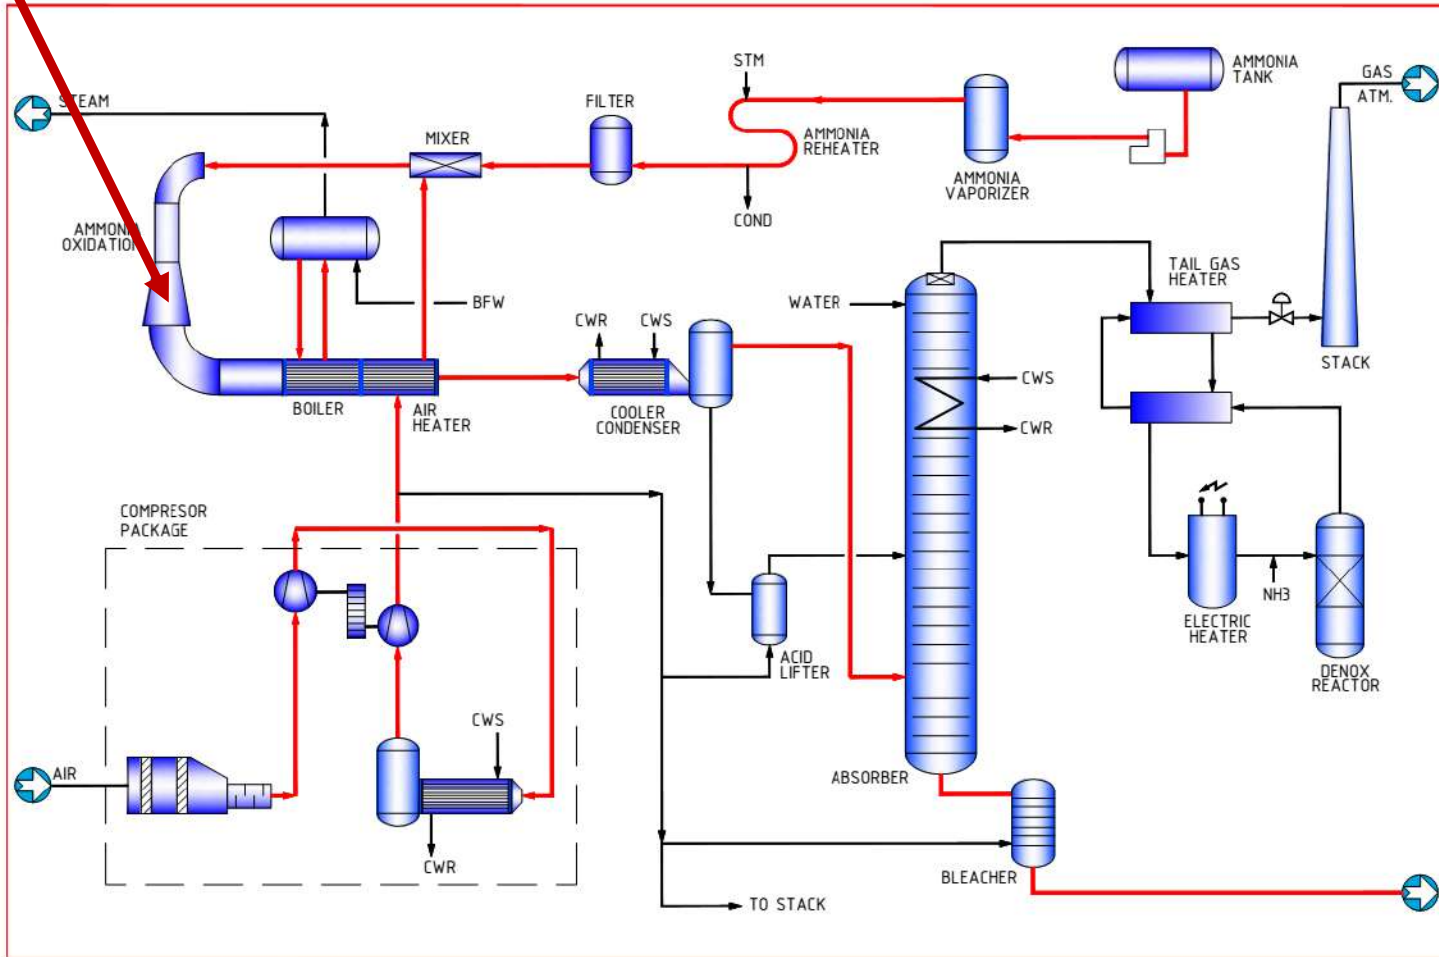 STM
AMMONIA
TANK
GAS
ATM.
STEAM
FILTER
MIXER
AMMONIA
REHEATER
AMMONIA
VAPORIZER
COND
AMMONIA
OXIDATION
TAIL GAS
HEATER
BFW
WATER
CWR
CWS
STACK
CWS
BOILER
AIR
HEATER
COOLER
CONDENSER
CWR
COMPRESOR
PACKAGE
NH3
ELECTRIC
HEATER
ACID
LIFTER
DENOX
REACTOR
CWS
AIR
ABSORBER
CWR
BLEACHER
TO STACK